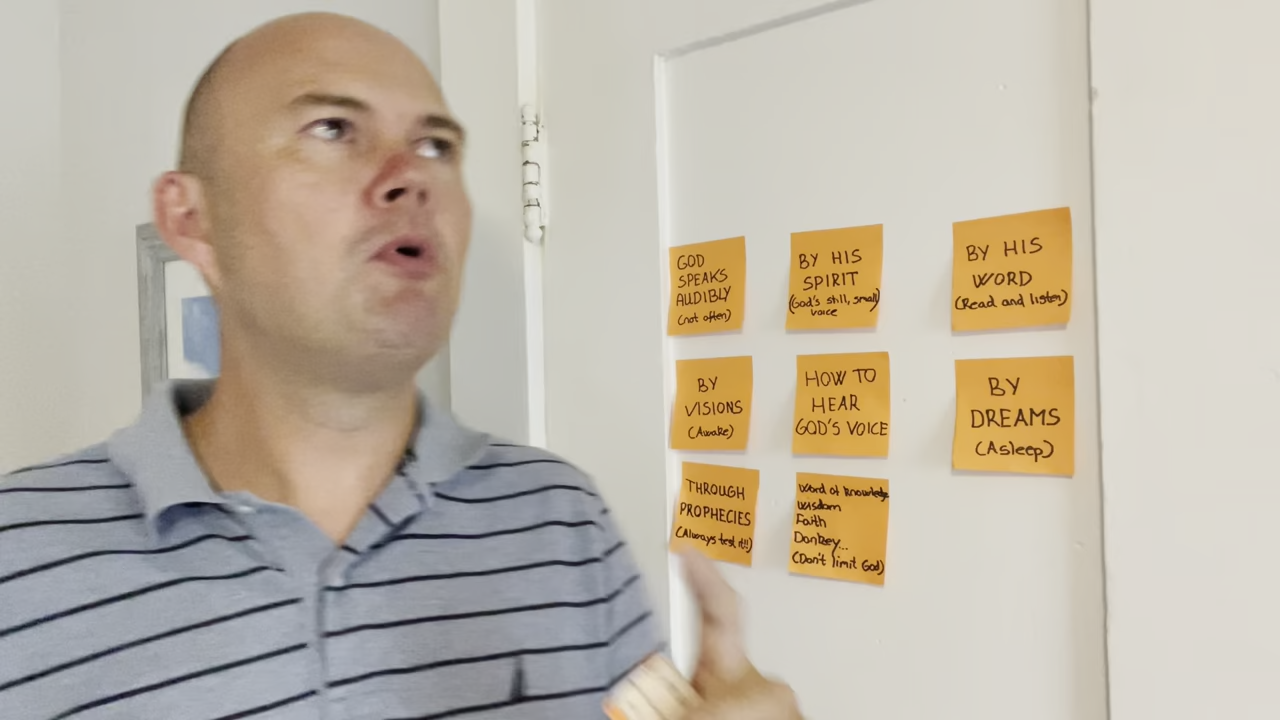 GOD
SPEAKS
AUDIBLY
(not often)
BY HIS
SPIRIT
(God's still, small)
voice
BY HIS
WORD
(Read and listen)
BY
VISIONS
(Awake)
HOW TO
HEAR
GOD'S VOICE
BY
DREAMS
(Asleep)
THROUGH
PROPHECIES
(Always test it!!)
Word of knowledge
wisdom
Faith
Donkey...
(Don't limit God)